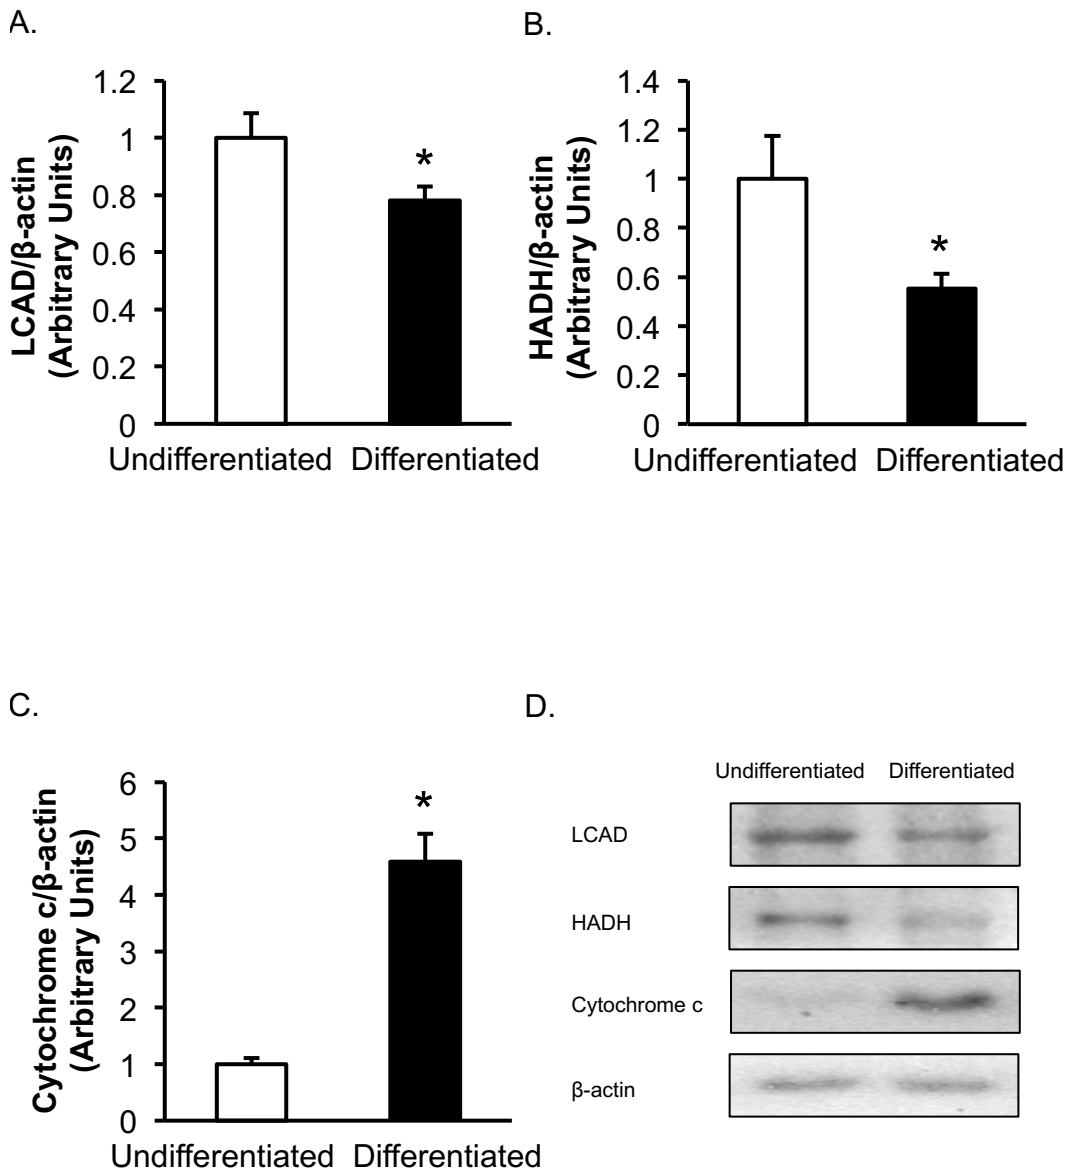 A.
LCAD/β-actin
(Arbitrary Units)
1.2
1
0.8
0.6
0.4
0.2
0
*
Undifferentiated Differentiated
B.
HADH/β-actin
(Arbitrary Units)
1.4
1.2
1
0.8
0.6
0.4
0.2
0
*
Undifferentiated Differentiated
C.
Cytochrome c/β-actin
(Arbitrary Units)
6
5
4
3
2
1
0
*
Undifferentiated Differentiated
D.
Undifferentiated Differentiated
LCAD
HADH
Cytochrome c
β-actin